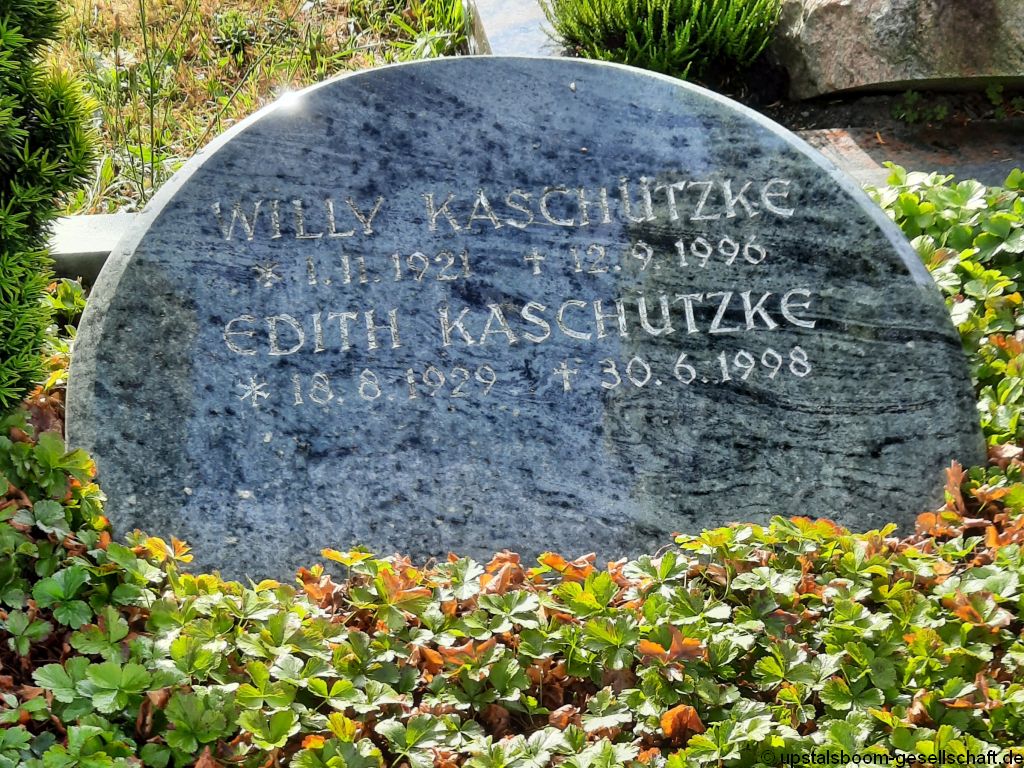 WILLY KASCHÜTZKE
* 1.11.1921 † 12.9.1996
EDITH KASCHÜTZKE
* 18.8.1929 † 30.6.1998
© upstalsboom-gesellschaft.de